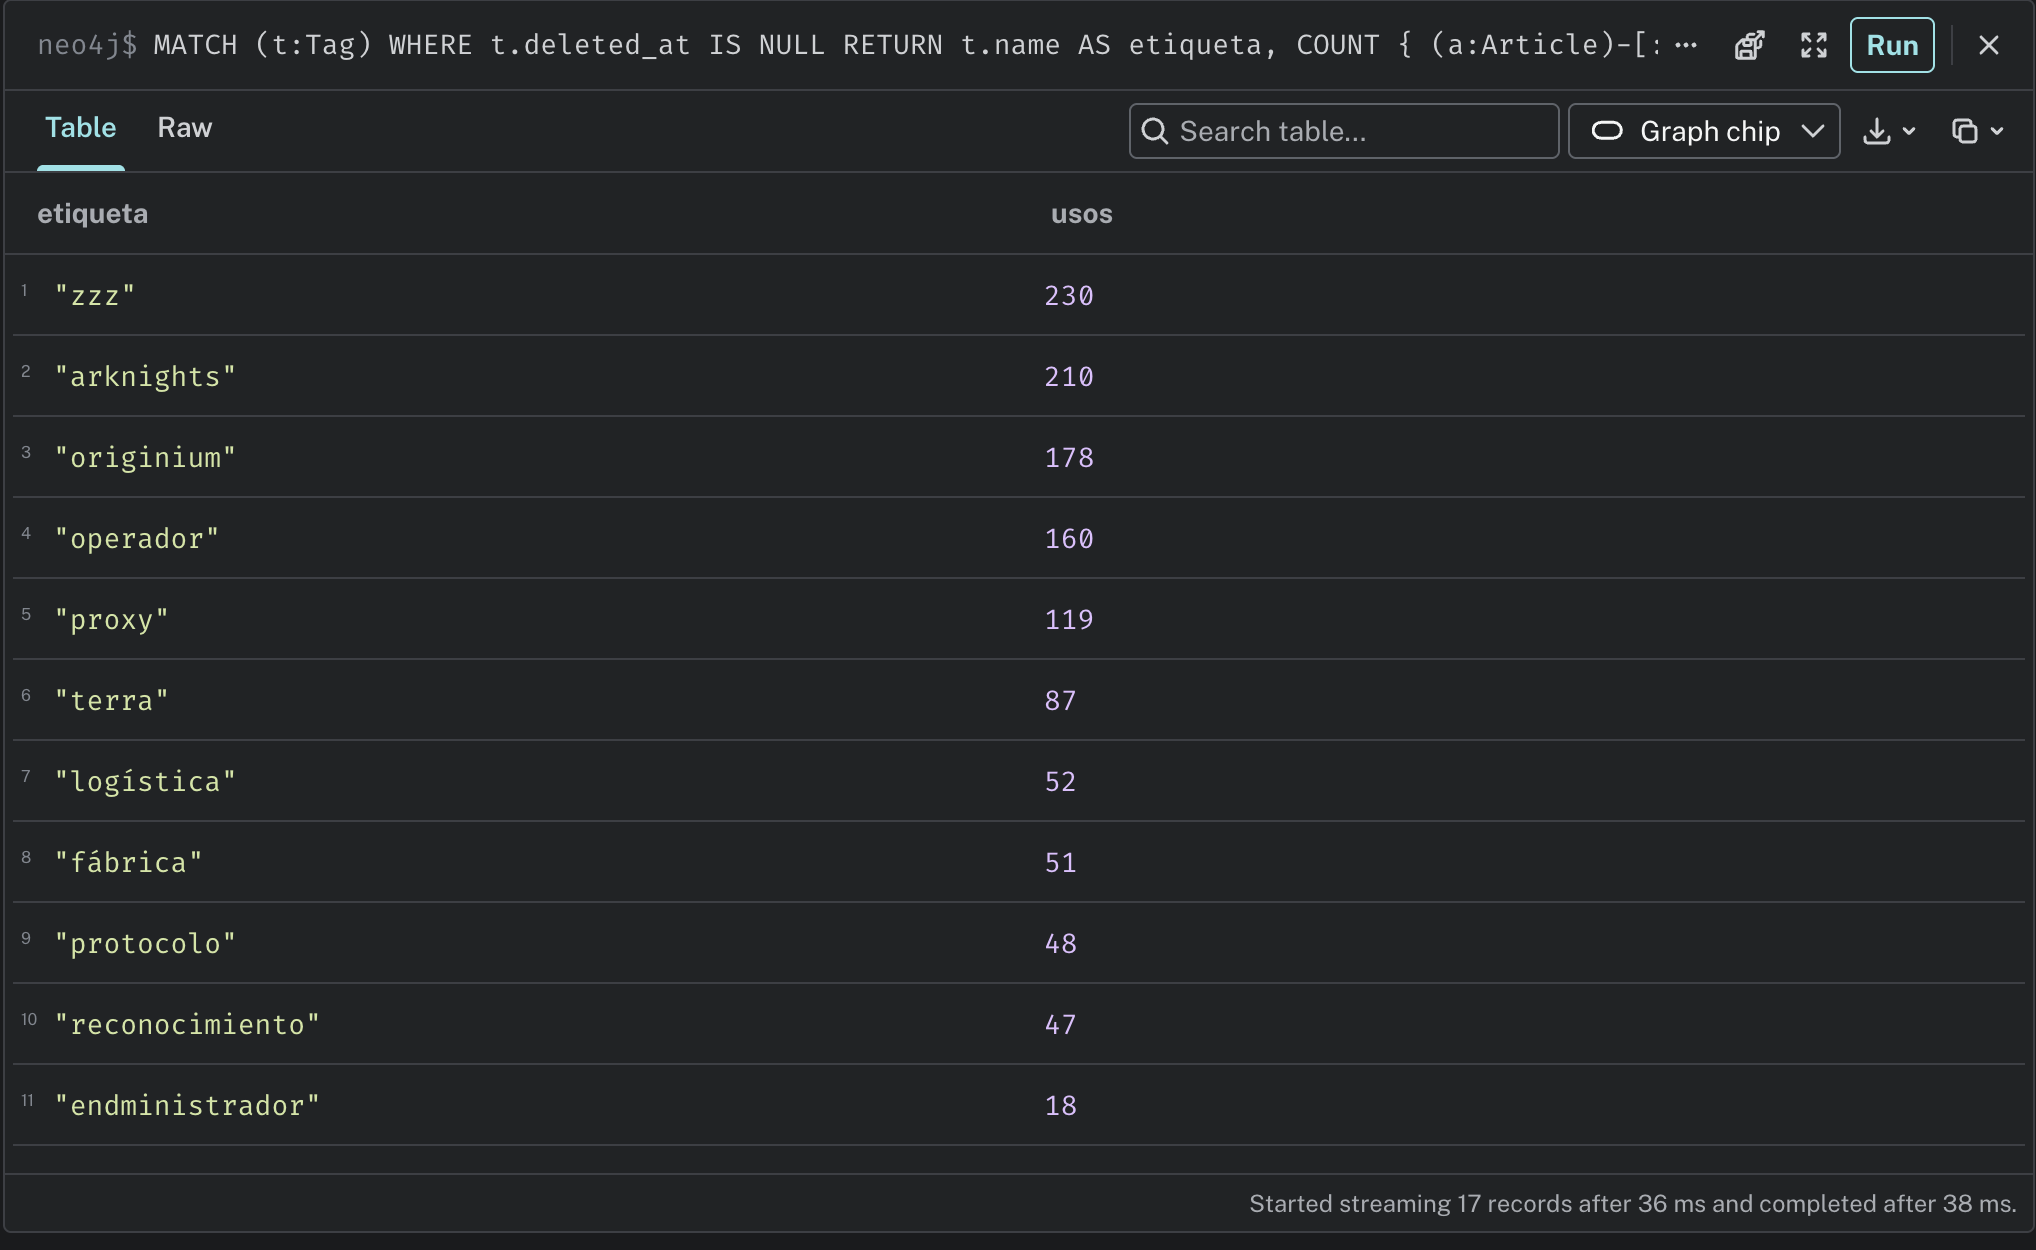 neo4j$ MATCH (t:Tag) WHERE t.deleted_at IS NULL RETURN t.name AS etiqueta, COUNT { (a:Article)-[: ··· Run
Table Raw Search table... Graph chip
etiqueta usos
1 "zzz" 230
2 "arknights" 210
3 "originium" 178
4 "operador" 160
5 "proxy" 119
6 "terra" 87
7 "logística" 52
8 "fábrica" 51
9 "protocolo" 48
10 "reconocimiento" 47
11 "endministrador" 18
Started streaming 17 records after 36 ms and completed after 38 ms.